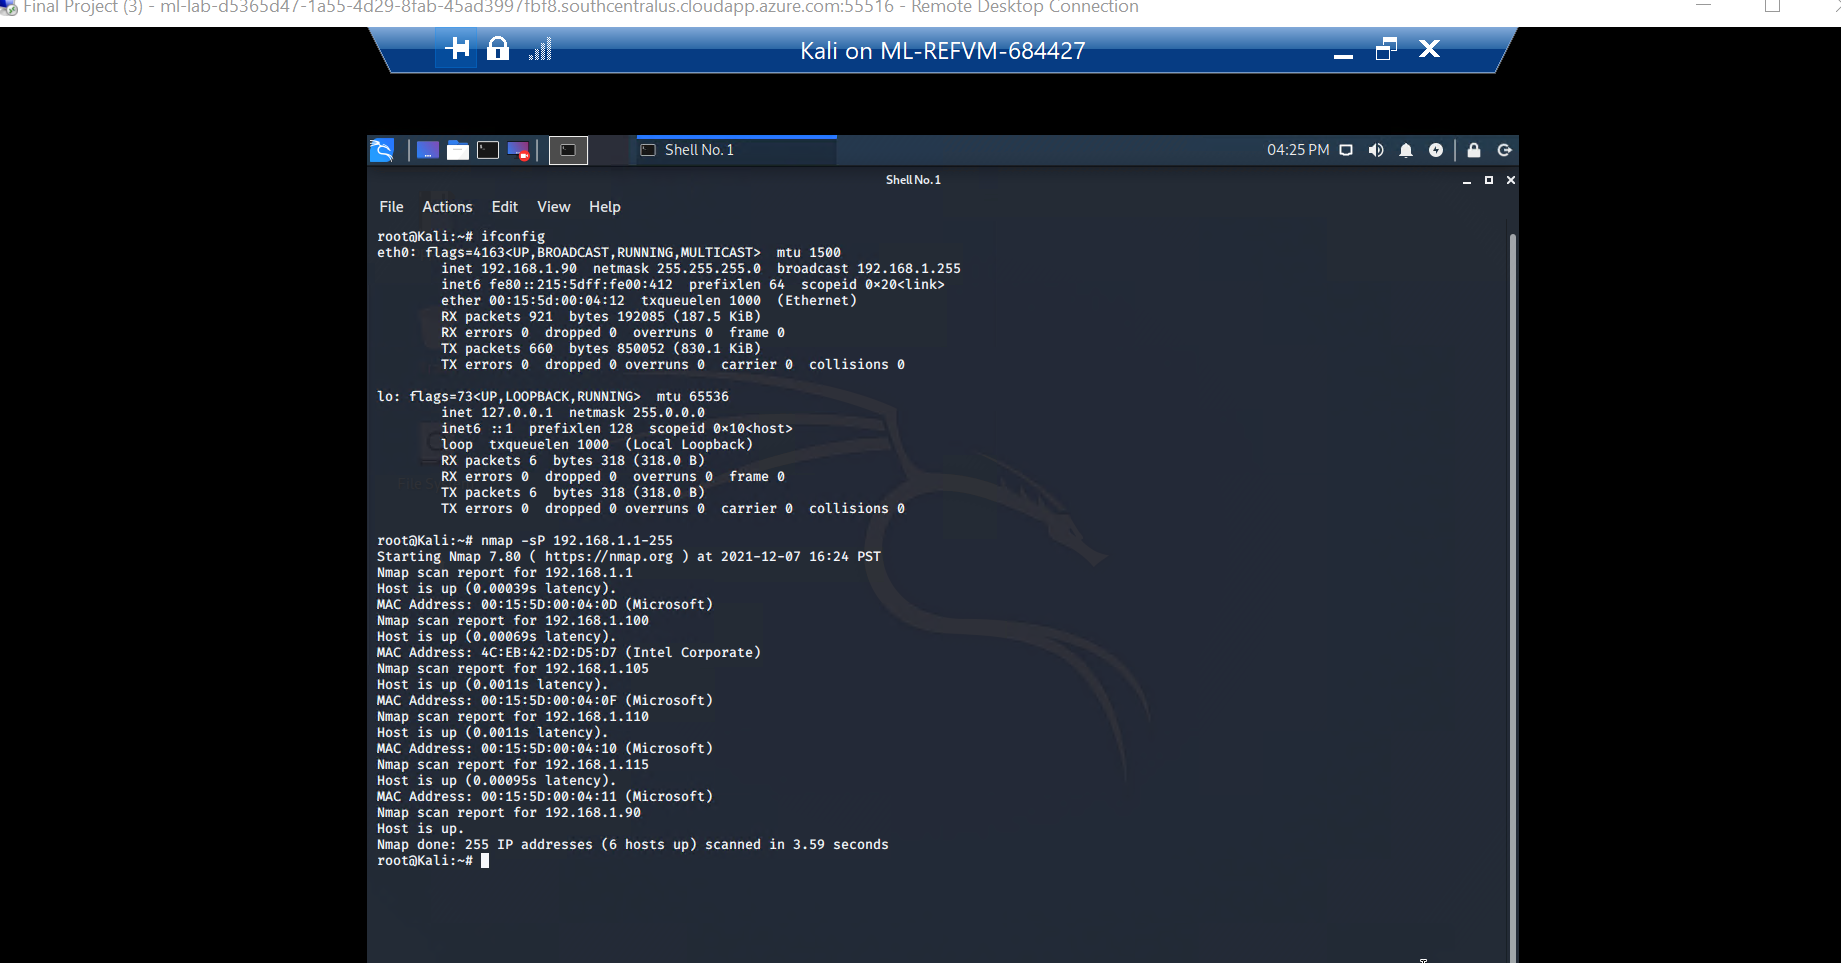 Final Project (3) - ml-lab-d5365d47-1a55-4d29-8fab-45ad3997fbf8.southcentralus.cloudapp.azure.com:55516 - Remote Desktop Connection
Kali on ML-REFVM-684427
Shell No. 1
04:25 PM
Shell No. 1
File Actions Edit View Help
root@Kali:~# ifconfig
eth0: flags=4163<UP,BROADCAST,RUNNING,MULTICAST>  mtu 1500
        inet 192.168.1.90  netmask 255.255.255.0  broadcast 192.168.1.255
        inet6 fe80::215:5dff:fe00:412  prefixlen 64  scopeid 0×20<link>
        ether 00:15:5d:00:04:12  txqueuelen 1000  (Ethernet)
        RX packets 921  bytes 192085 (187.5 KiB)
        RX errors 0  dropped 0  overruns 0  frame 0
        TX packets 660  bytes 850052 (830.1 KiB)
        TX errors 0  dropped 0 overruns 0  carrier 0  collisions 0
lo: flags=73<UP,LOOPBACK,RUNNING>  mtu 65536
        inet 127.0.0.1  netmask 255.0.0.0
        inet6 ::1  prefixlen 128  scopeid 0×10<host>
        loop  txqueuelen 1000  (Local Loopback)
        RX packets 6  bytes 318 (318.0 B)
        RX errors 0  dropped 0  overruns 0  frame 0
        TX packets 6  bytes 318 (318.0 B)
        TX errors 0  dropped 0 overruns 0  carrier 0  collisions 0
root@Kali:~# nmap -sP 192.168.1.1-255
Starting Nmap 7.80 ( https://nmap.org ) at 2021-12-07 16:24 PST
Nmap scan report for 192.168.1.1
Host is up (0.00039s latency).
MAC Address: 00:15:5D:00:04:0D (Microsoft)
Nmap scan report for 192.168.1.100
Host is up (0.00069s latency).
MAC Address: 4C:EB:42:D2:D5:D7 (Intel Corporate)
Nmap scan report for 192.168.1.105
Host is up (0.0011s latency).
MAC Address: 00:15:5D:00:04:0F (Microsoft)
Nmap scan report for 192.168.1.110
Host is up (0.0011s latency).
MAC Address: 00:15:5D:00:04:10 (Microsoft)
Nmap scan report for 192.168.1.115
Host is up (0.00095s latency).
MAC Address: 00:15:5D:00:04:11 (Microsoft)
Nmap scan report for 192.168.1.90
Host is up.
Nmap done: 255 IP addresses (6 hosts up) scanned in 3.59 seconds
root@Kali:~#